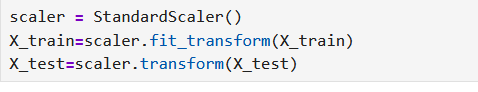 scaler = StandardScaler()
X_train=scaler.fit_transform(X_train)
X_test=scaler.transform(X_test)